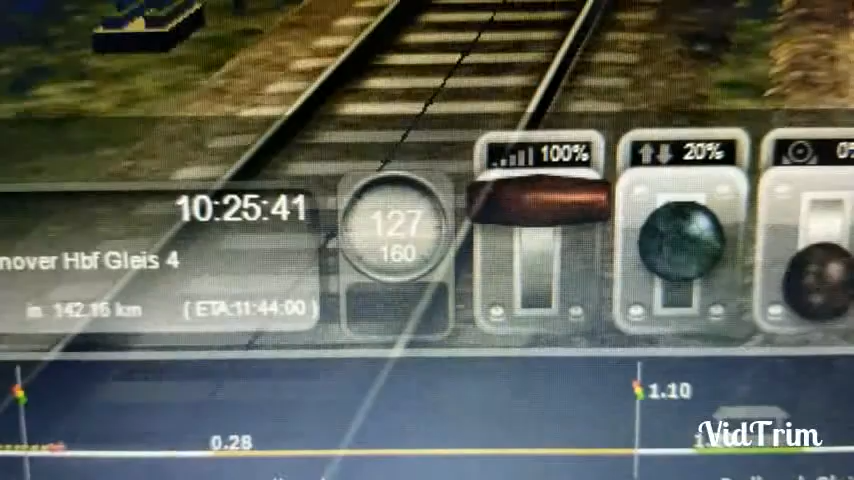 100%
20%
0%
10:25:41
127
160
nover Hbf Gleis 4
in 142.16 km ( ETA:11:44:00 )
1.10
0.28
VidTrim